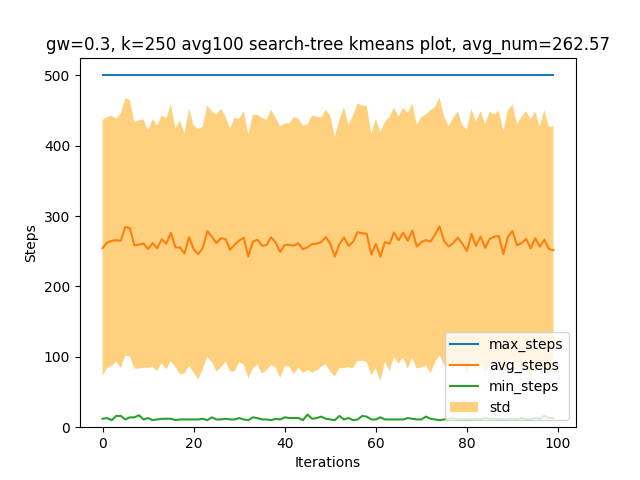 gw=0.3, k=250 avg100 search-tree kmeans plot, avg_num=262.57
500
400
300
200
100
0
Steps
0 20 40 60 80 100
Iterations
max_steps
avg_steps
min_steps
std